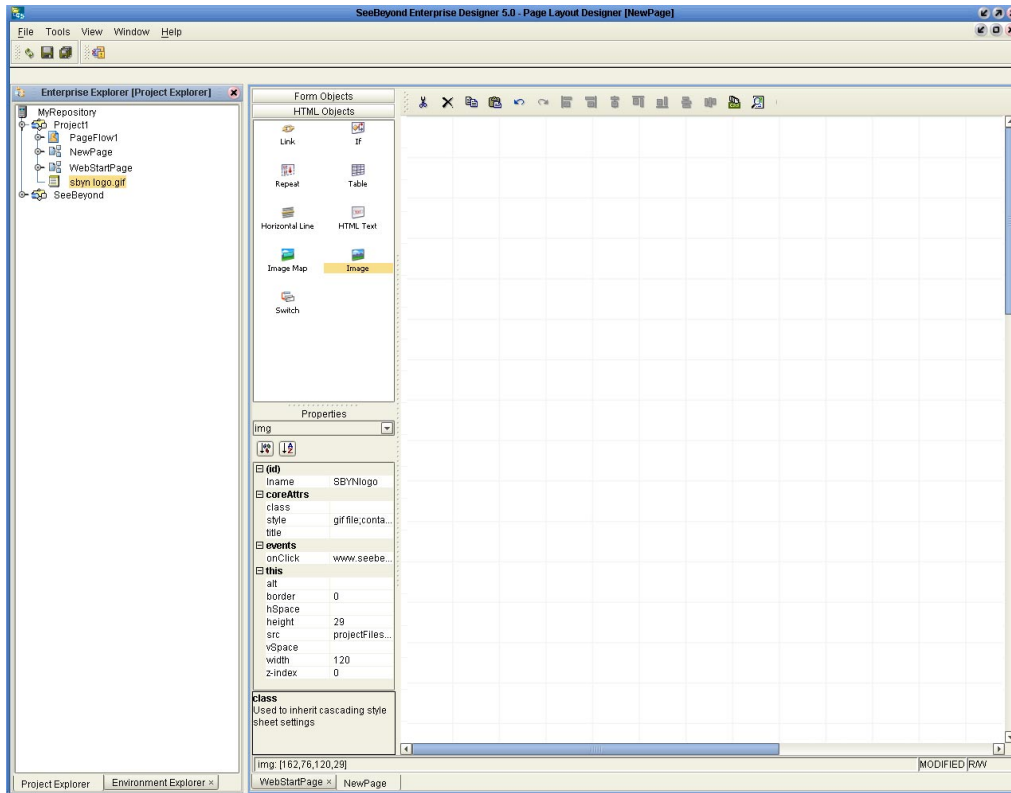 SeeBeyond Enterprise Designer 5.0 - Page Layout Designer [NewPage]
File Tools View Window Help
Enterprise Explorer [Project Explorer]
MyRepository
Project1
PageFlow1
NewPage
WebStartPage
sbyn logo.gif
SeeBeyond
Project Explorer Environment Explorer ×
Form Objects
HTML Objects
Link If
Repeat Table
Horizontal Line HTML Text
Image Map Image
Switch
Properties
img
(id)
Iname SBYNlogo
coreAttrs
class
style gif file;conta...
title
events
onClick www.seebe...
this
alt
border 0
hSpace
height 29
src projectFiles...
vSpace
width 120
z-index 0
class
Used to inherit cascading style
sheet settings
img: [162,76,120,29] MODIFIED R/W
WebStartPage × NewPage